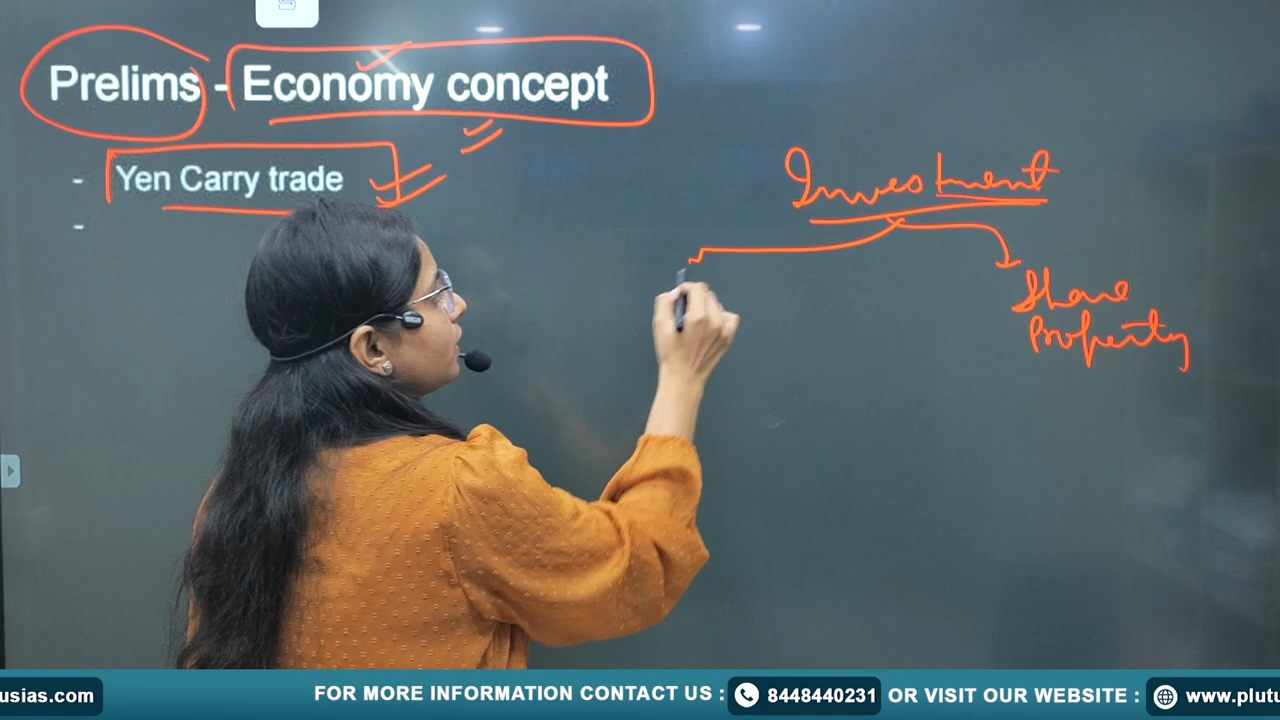 Prelims - Economy concept
- Yen Carry trade
-
Investment
Share
Property
usias.com
FOR MORE INFORMATION CONTACT US : 8448440231 OR VISIT OUR WEBSITE : www.plutu